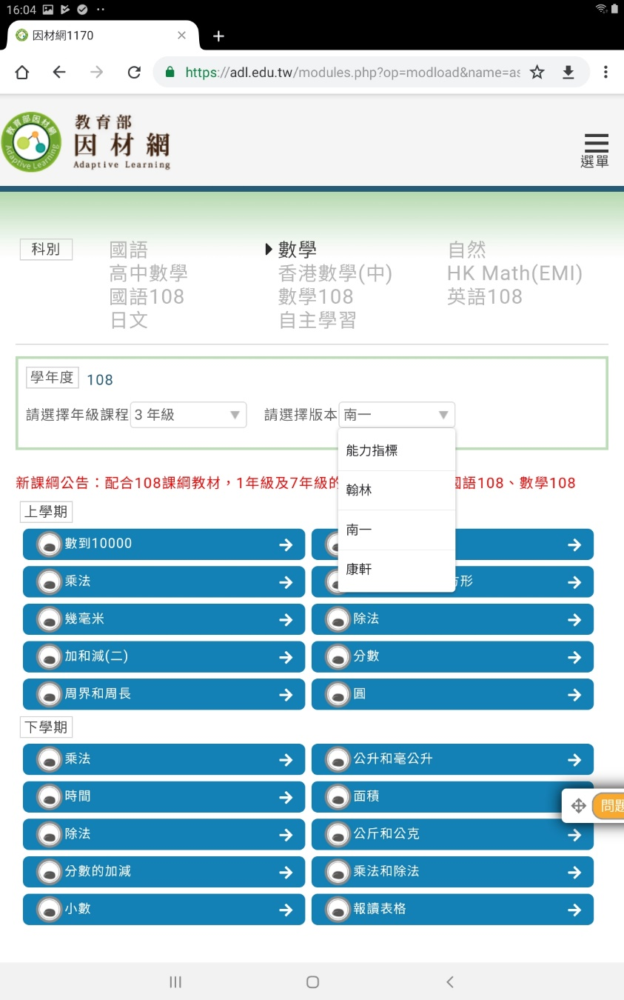 16:04
因材網1170
https://adl.edu.tw/modules.php?op=modload&name=as
教育部因材網
Adaptive Learning
教育部
因材網
Adaptive Learning
選單
科別
國語 數學 自然
高中數學 香港數學(中) HK Math(EMI)
國語108 數學108 英語108
日文 自主學習
學年度 108
請選擇年級課程 3 年級 請選擇版本 南一
能力指標
翰林
南一
康軒
新課綱公告：配合108課綱教材，1年級及7年級的 國語108、數學108
上學期
數到10000
乘法 方形
幾毫米 除法
加和減(二) 分數
周界和周長 圓
下學期
乘法 公升和毫公升
時間 面積
問題
除法 公斤和公克
分數的加減 乘法和除法
小數 報讀表格